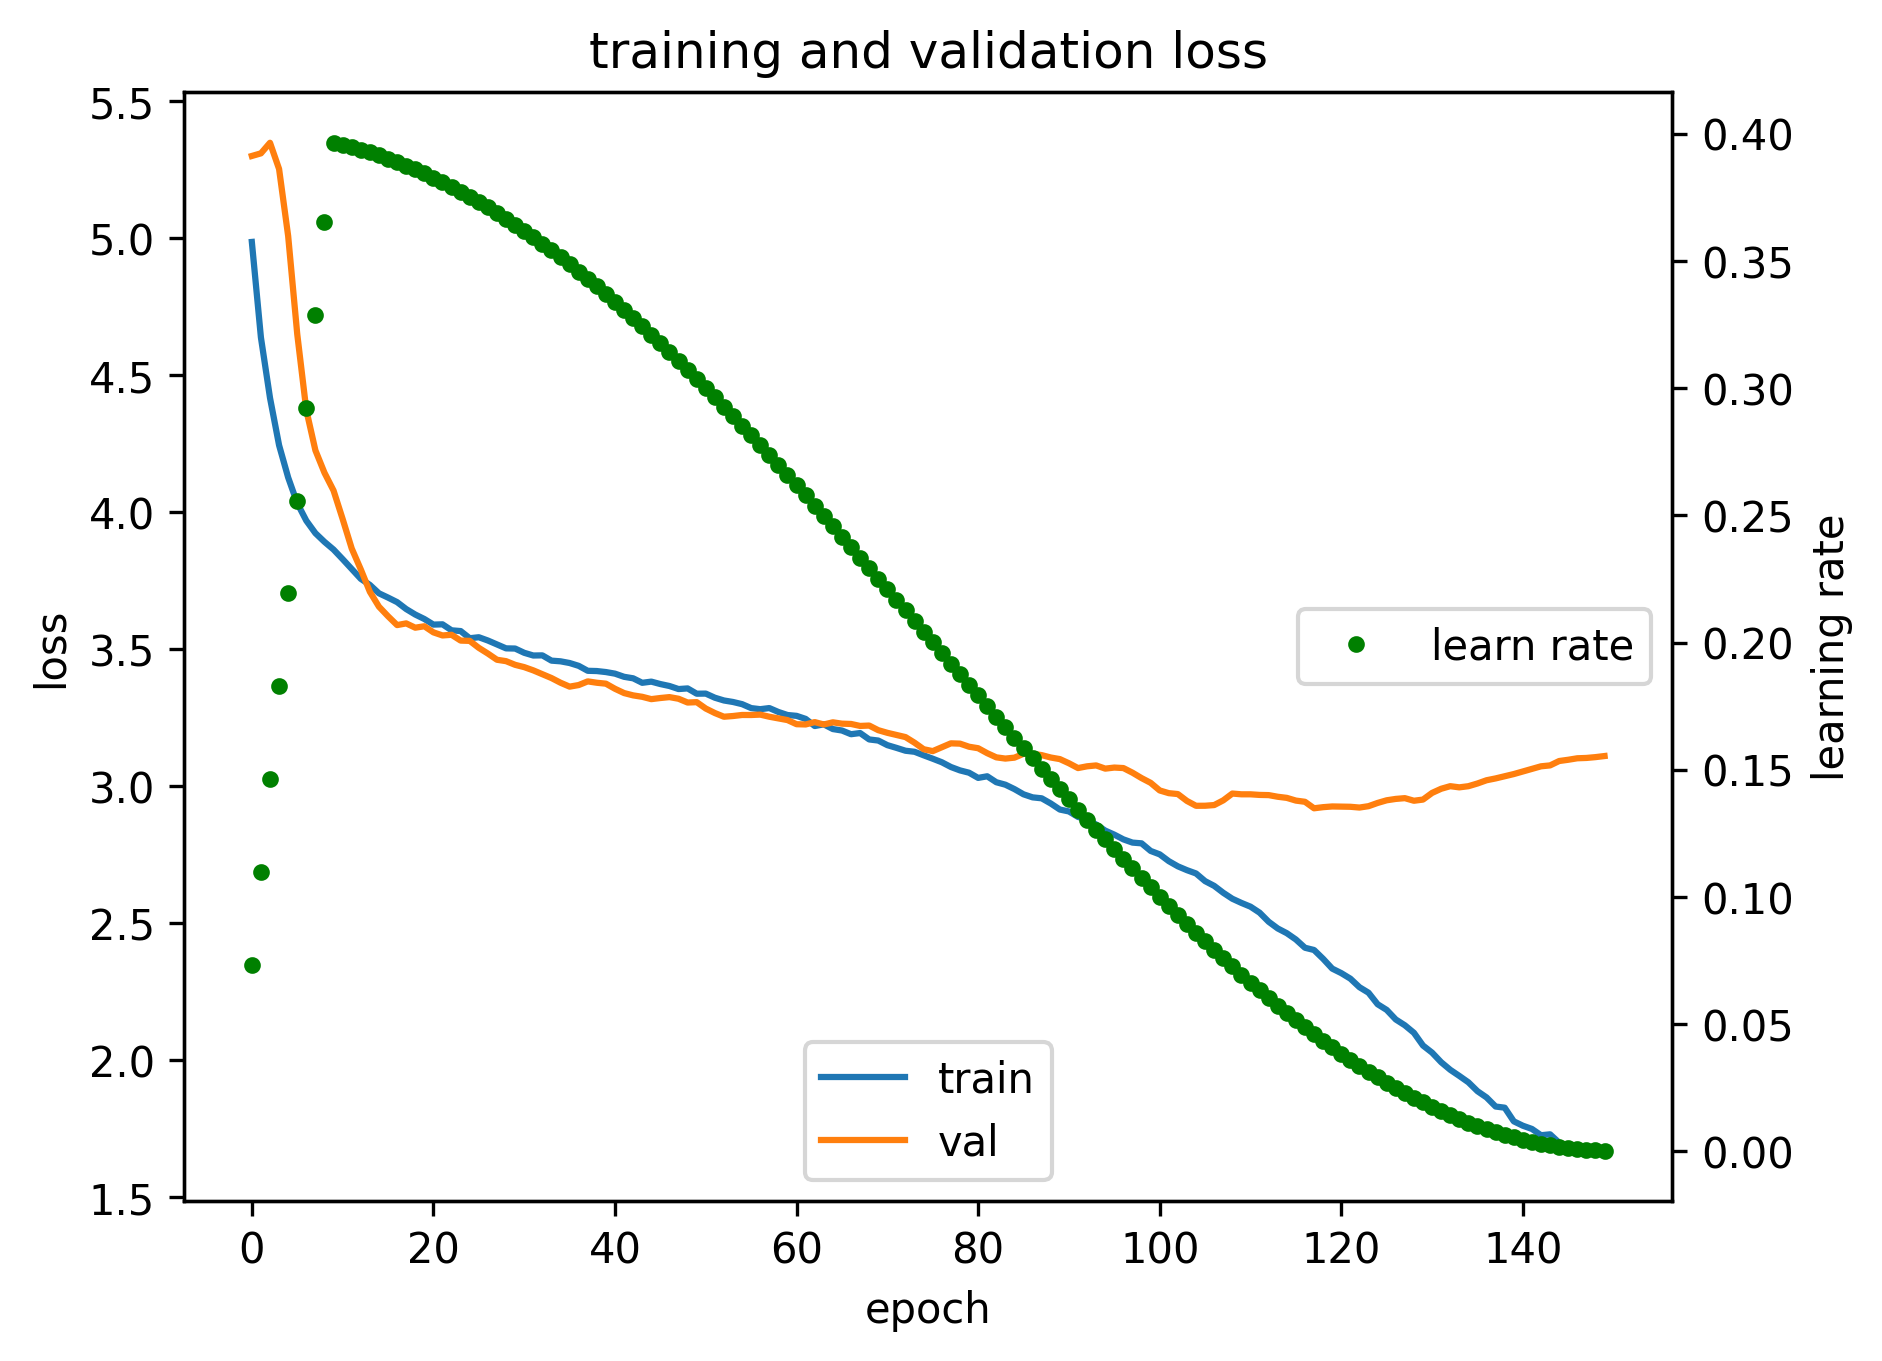 training and validation loss
5.5
5.0
4.5
4.0
3.5
3.0
2.5
2.0
1.5
loss
0.40
0.35
0.30
0.25
0.20
0.15
0.10
0.05
0.00
learning rate
learn rate
train
val
0 20 40 60 80 100 120 140
epoch